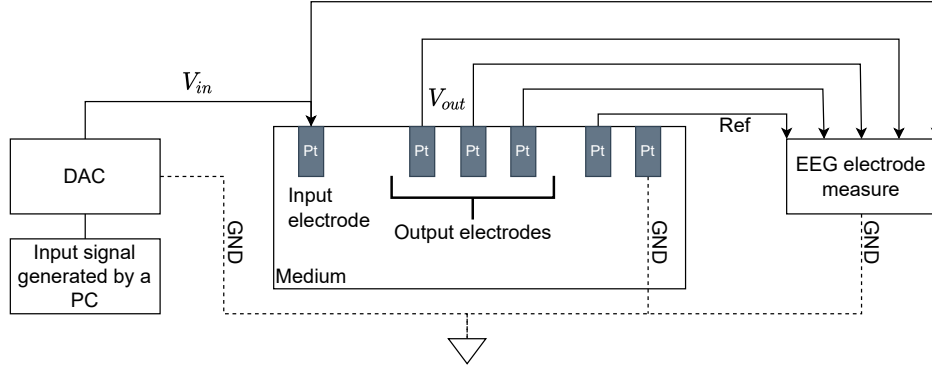 V_in
V_out
Ref
DAC
Pt
Pt
Pt
Pt
Pt
Pt
EEG electrode
measure
Input
electrode
Output electrodes
GND
GND
GND
Input signal
generated by a
PC
Medium